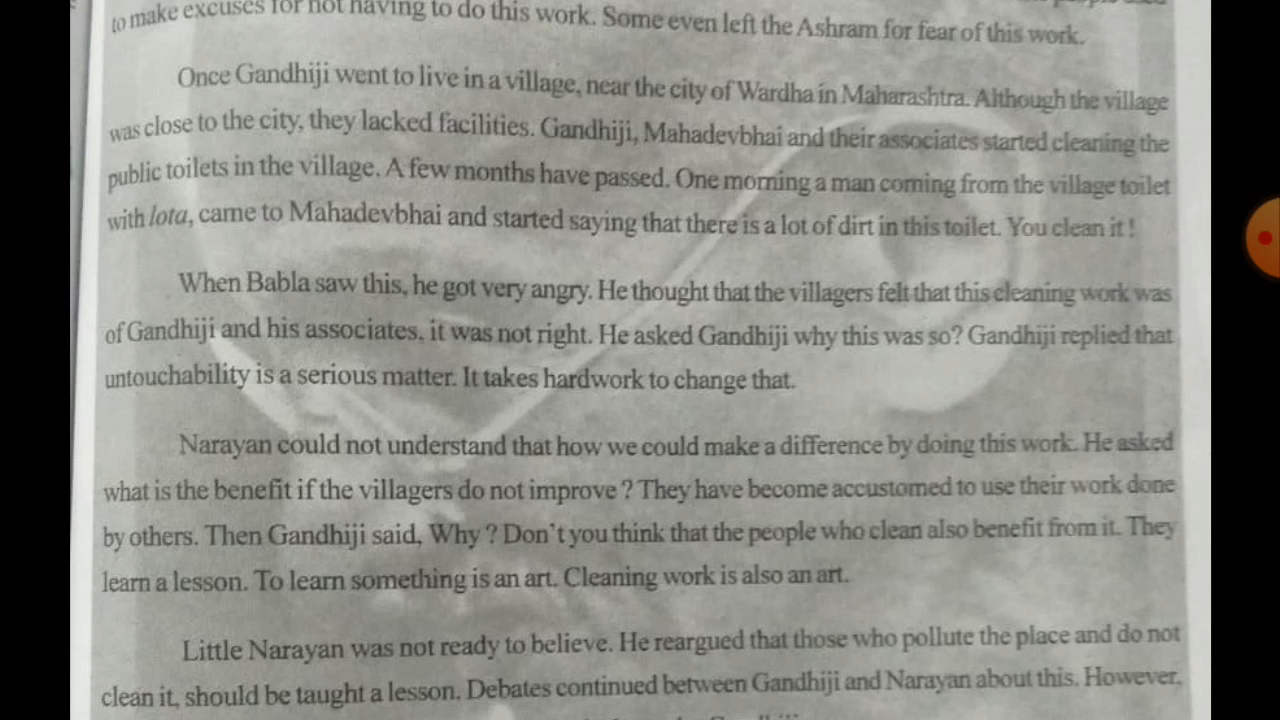 to make excuses for not having to do this work. Some even left the Ashram for fear of this work.
Once Gandhiji went to live in a village, near the city of Wardha in Maharashtra. Although the village
was close to the city, they lacked facilities. Gandhiji, Mahadevbhai and their associates started cleaning the
public toilets in the village. A few months have passed. One morning a man coming from the village toilet
with lota, came to Mahadevbhai and started saying that there is a lot of dirt in this toilet. You clean it !
When Babla saw this, he got very angry. He thought that the villagers felt that this cleaning work was
of Gandhiji and his associates, it was not right. He asked Gandhiji why this was so? Gandhiji replied that
untouchability is a serious matter. It takes hardwork to change that.
Narayan could not understand that how we could make a difference by doing this work. He asked
what is the benefit if the villagers do not improve ? They have become accustomed to use their work done
by others. Then Gandhiji said, Why ? Don't you think that the people who clean also benefit from it. They
learn a lesson. To learn something is an art. Cleaning work is also an art.
Little Narayan was not ready to believe. He reargued that those who pollute the place and do not
clean it, should be taught a lesson. Debates continued between Gandhiji and Narayan about this. However,